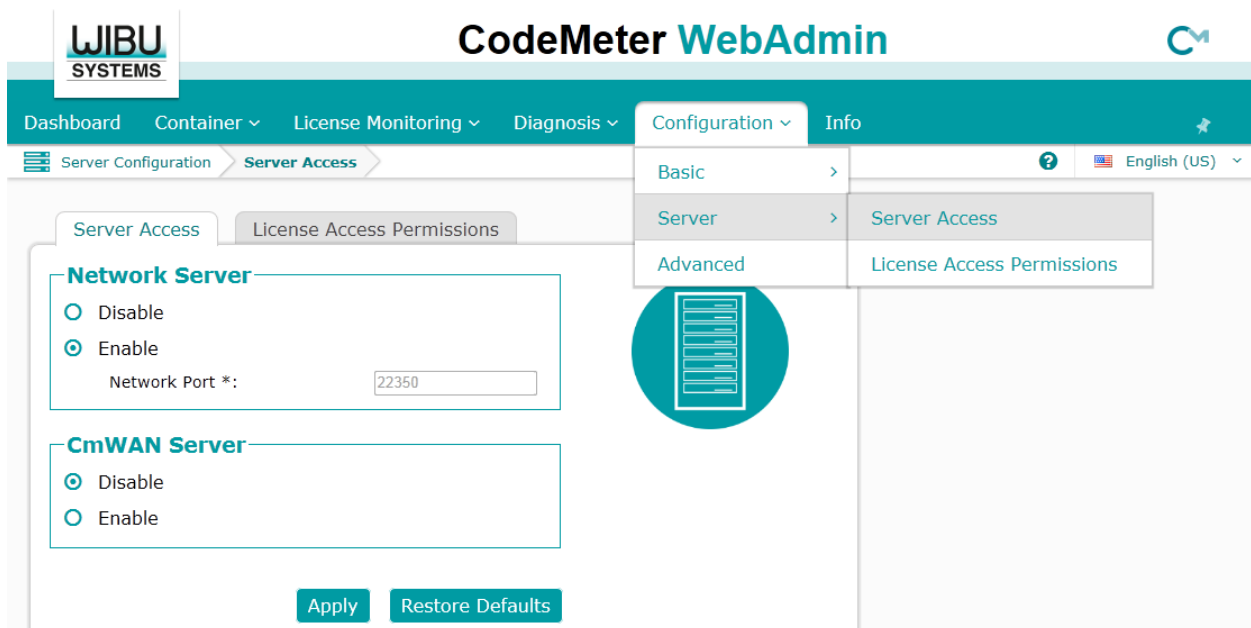 WIBU
SYSTEMS
CodeMeter WebAdmin
Dashboard Container License Monitoring Diagnosis Configuration Info
Server Configuration Server Access
English (US)
Basic
Server
Advanced
Server Access
License Access Permissions
Server Access License Access Permissions
Network Server
Disable
Enable
Network Port *: 22350
CmWAN Server
Disable
Enable
Apply Restore Defaults